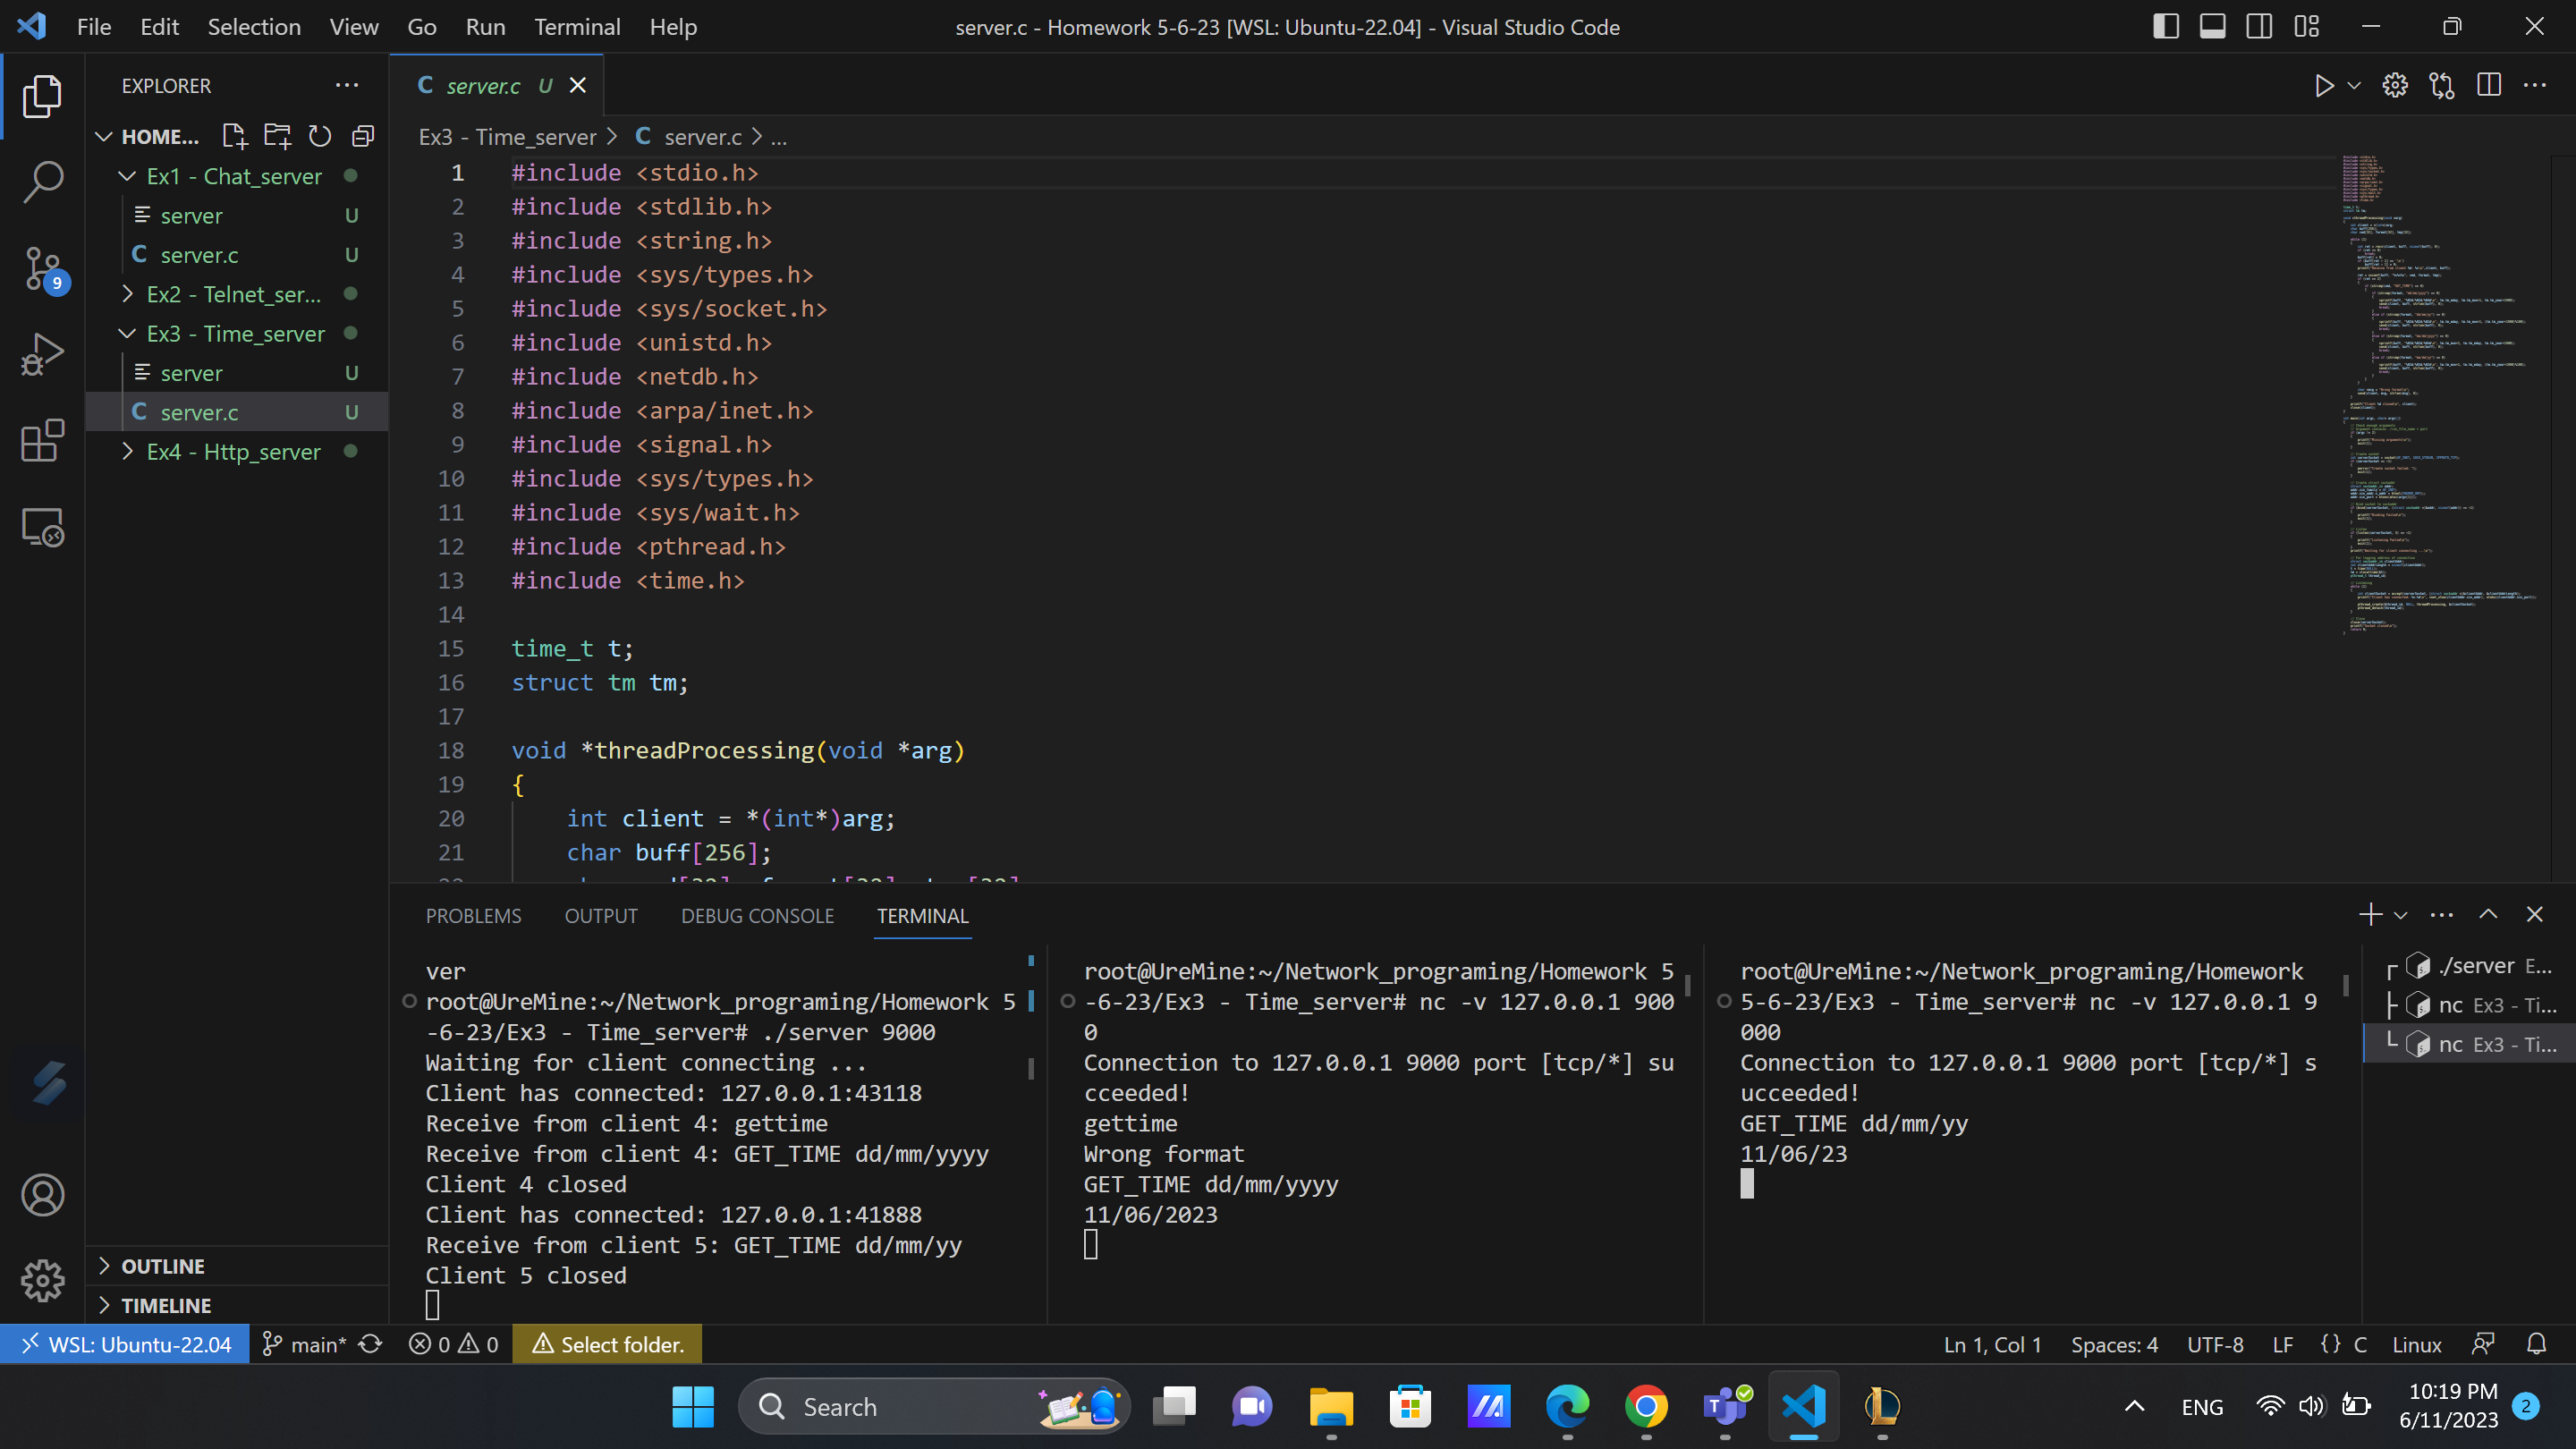 File Edit Selection View Go Run Terminal Help
server.c - Homework 5-6-23 [WSL: Ubuntu-22.04] - Visual Studio Code
EXPLORER
HOME...
Ex1 - Chat_server
server U
C server.c U
Ex2 - Telnet_ser...
Ex3 - Time_server
server U
C server.c U
Ex4 - Http_server
OUTLINE
TIMELINE
9
C server.c U
Ex3 - Time_server > C server.c > ...
1 #include <stdio.h>
2 #include <stdlib.h>
3 #include <string.h>
4 #include <sys/types.h>
5 #include <sys/socket.h>
6 #include <unistd.h>
7 #include <netdb.h>
8 #include <arpa/inet.h>
9 #include <signal.h>
10 #include <sys/types.h>
11 #include <sys/wait.h>
12 #include <pthread.h>
13 #include <time.h>
14
15 time_t t;
16 struct tm tm;
17
18 void *threadProcessing(void *arg)
19 {
20 int client = *(int*)arg;
21 char buff[256];
PROBLEMS OUTPUT DEBUG CONSOLE TERMINAL
ver
root@UreMine:~/Network_programing/Homework 5
-6-23/Ex3 - Time_server# ./server 9000
Waiting for client connecting ...
Client has connected: 127.0.0.1:43118
Receive from client 4: gettime
Receive from client 4: GET_TIME dd/mm/yyyy
Client 4 closed
Client has connected: 127.0.0.1:41888
Receive from client 5: GET_TIME dd/mm/yy
Client 5 closed
root@UreMine:~/Network_programing/Homework 5
-6-23/Ex3 - Time_server# nc -v 127.0.0.1 900
0
Connection to 127.0.0.1 9000 port [tcp/*] su
cceeded!
gettime
Wrong format
GET_TIME dd/mm/yyyy
11/06/2023
root@UreMine:~/Network_programing/Homework
5-6-23/Ex3 - Time_server# nc -v 127.0.0.1 9
000
Connection to 127.0.0.1 9000 port [tcp/*] s
ucceeded!
GET_TIME dd/mm/yy
11/06/23
./server E...
nc Ex3 - Ti...
nc Ex3 - Ti...
WSL: Ubuntu-22.04 main* 0 0 Select folder.
Ln 1, Col 1 Spaces: 4 UTF-8 LF {} C Linux
Search
ENG
10:19 PM
6/11/2023
2